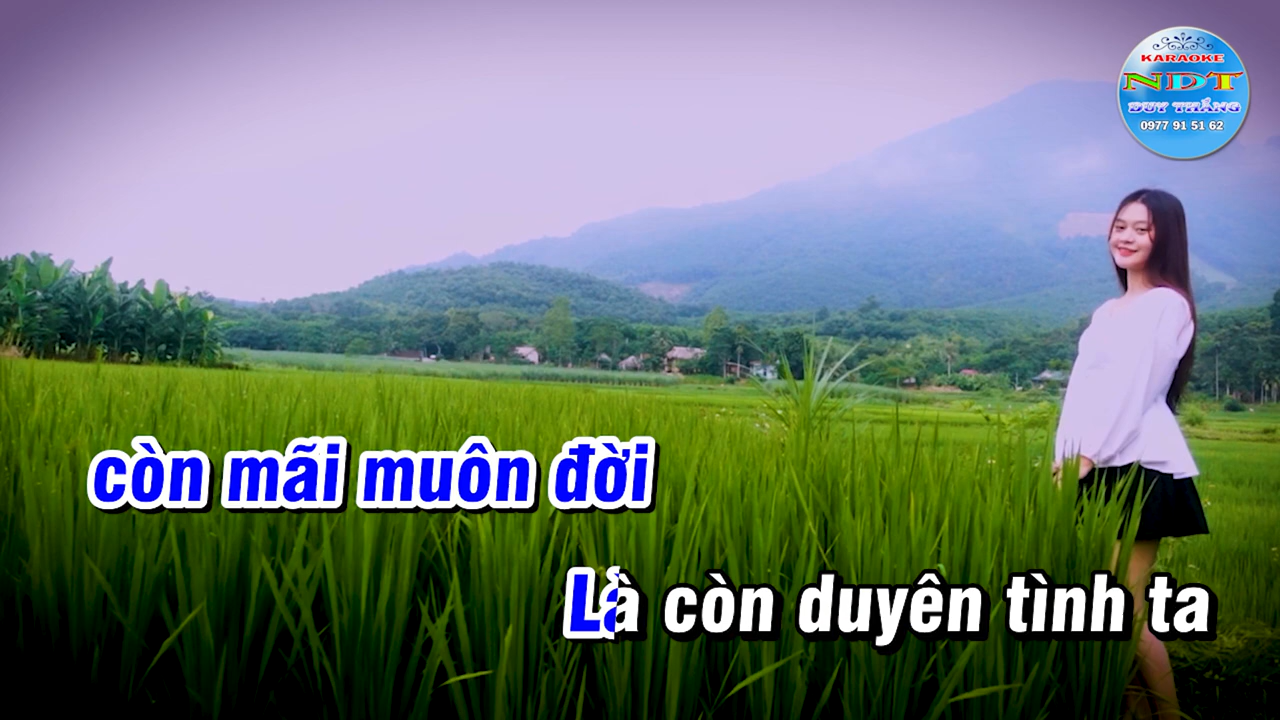 KARAOKE
NDT
DUY THẮNG
0977 91 51 62
còn mãi muôn đời
Là còn duyên tình ta